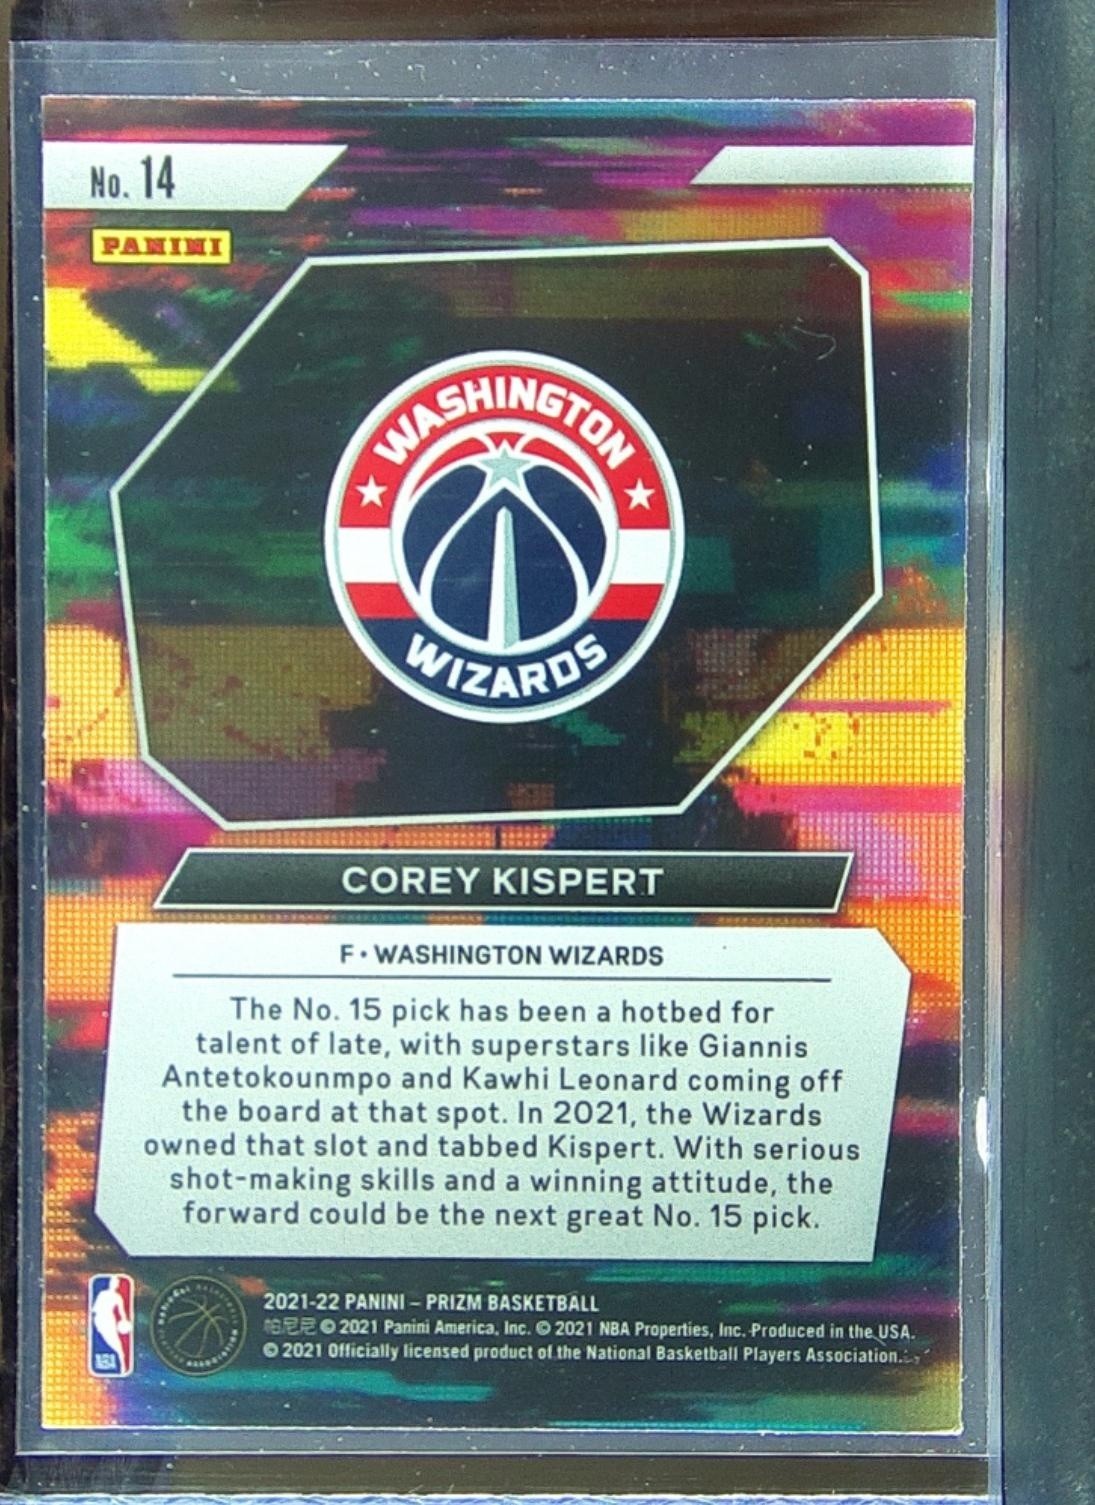 No. 14
PANINI
WASHINGTON
WIZARDS
COREY KISPERT
F • WASHINGTON WIZARDS
The No. 15 pick has been a hotbed for
talent of late, with superstars like Giannis
Antetokounmpo and Kawhi Leonard coming off
the board at that spot. In 2021, the Wizards
owned that slot and tabbed Kispert. With serious
shot-making skills and a winning attitude, the
forward could be the next great No. 15 pick.
NBA
ASSOCIATION
2021-22 PANINI – PRIZM BASKETBALL
帕尼尼 © 2021 Panini America, Inc. © 2021 NBA Properties, Inc. Produced in the USA.
© 2021 Officially licensed product of the National Basketball Players Association.